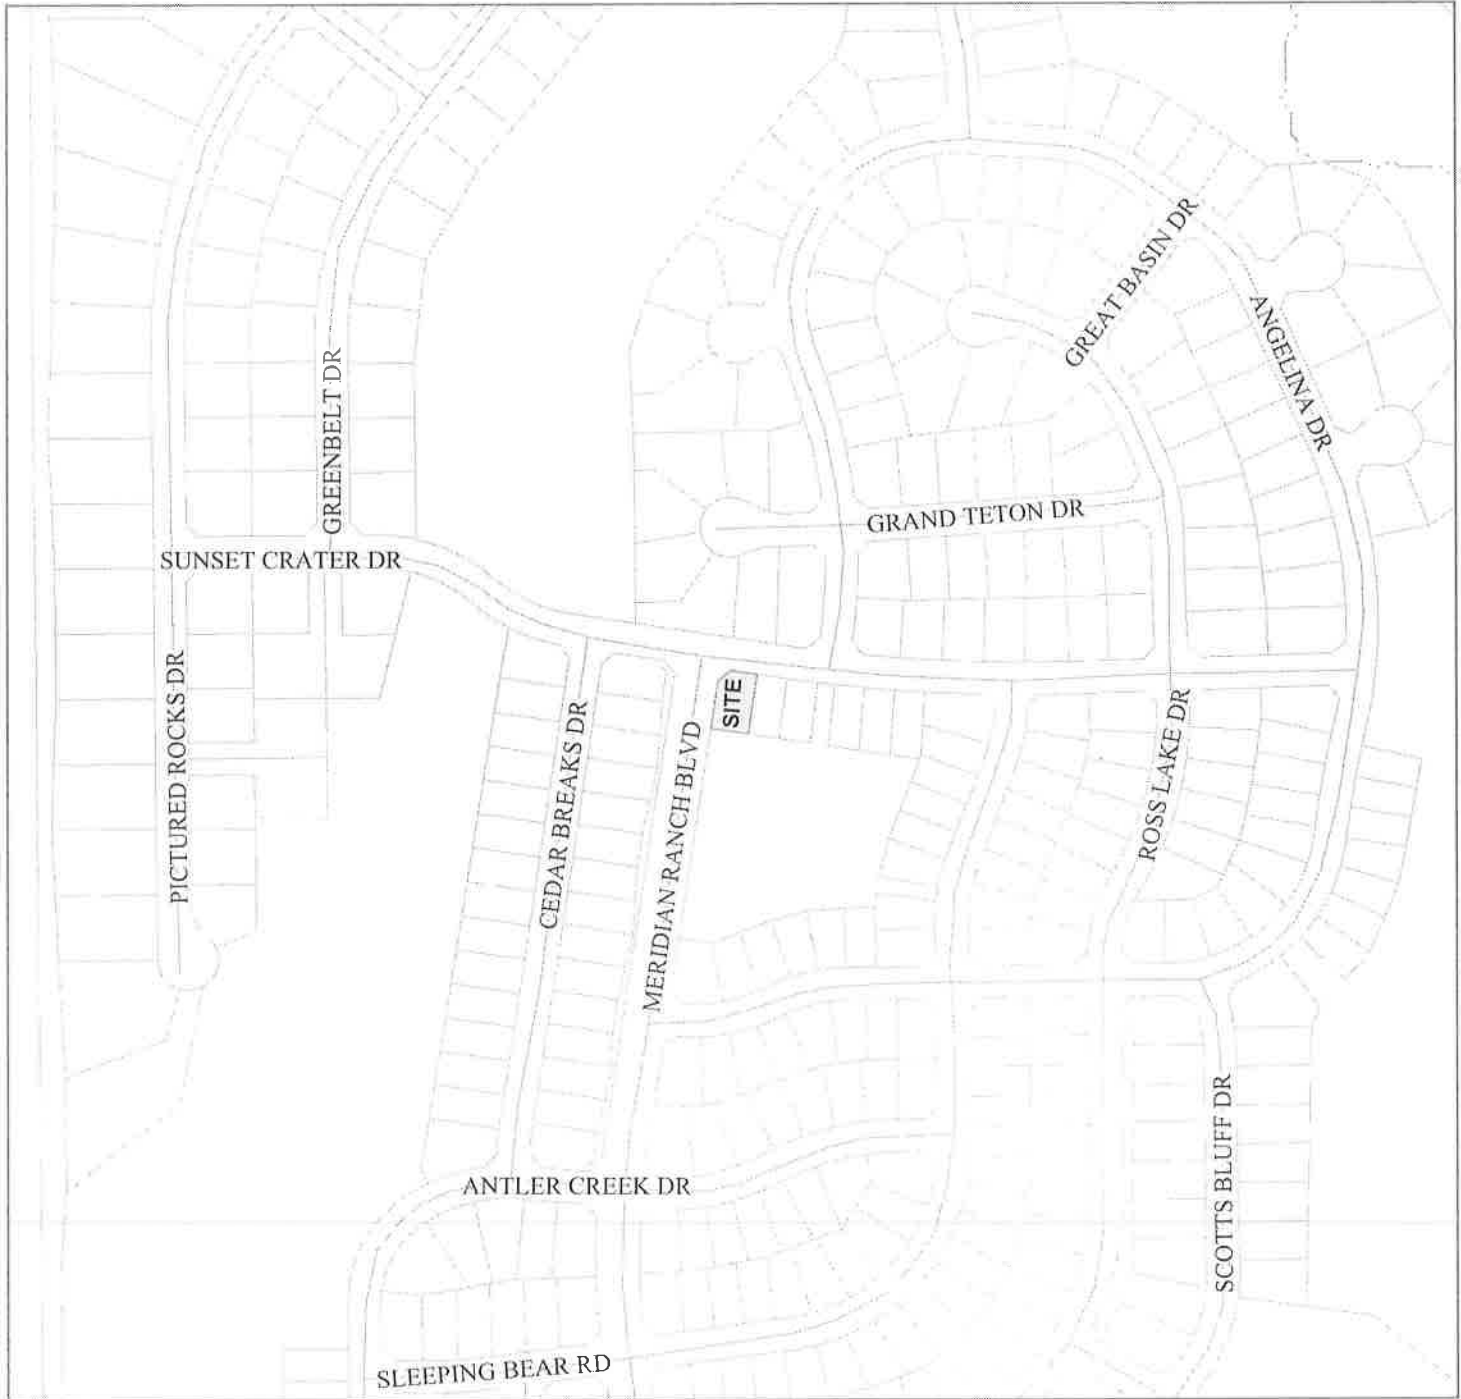 GREAT BASIN DR
ANGELINA DR
GREENBELT DR
GRAND TETON DR
SUNSET CRATER DR
PICTURED ROCKS DR
SITE
CEDAR BREAKS DR
MERIDIAN RANCH BLVD
ROSS LAKE DR
SCOTTS BLUFF DR
ANTLER CREEK DR
SLEEPING BEAR RD